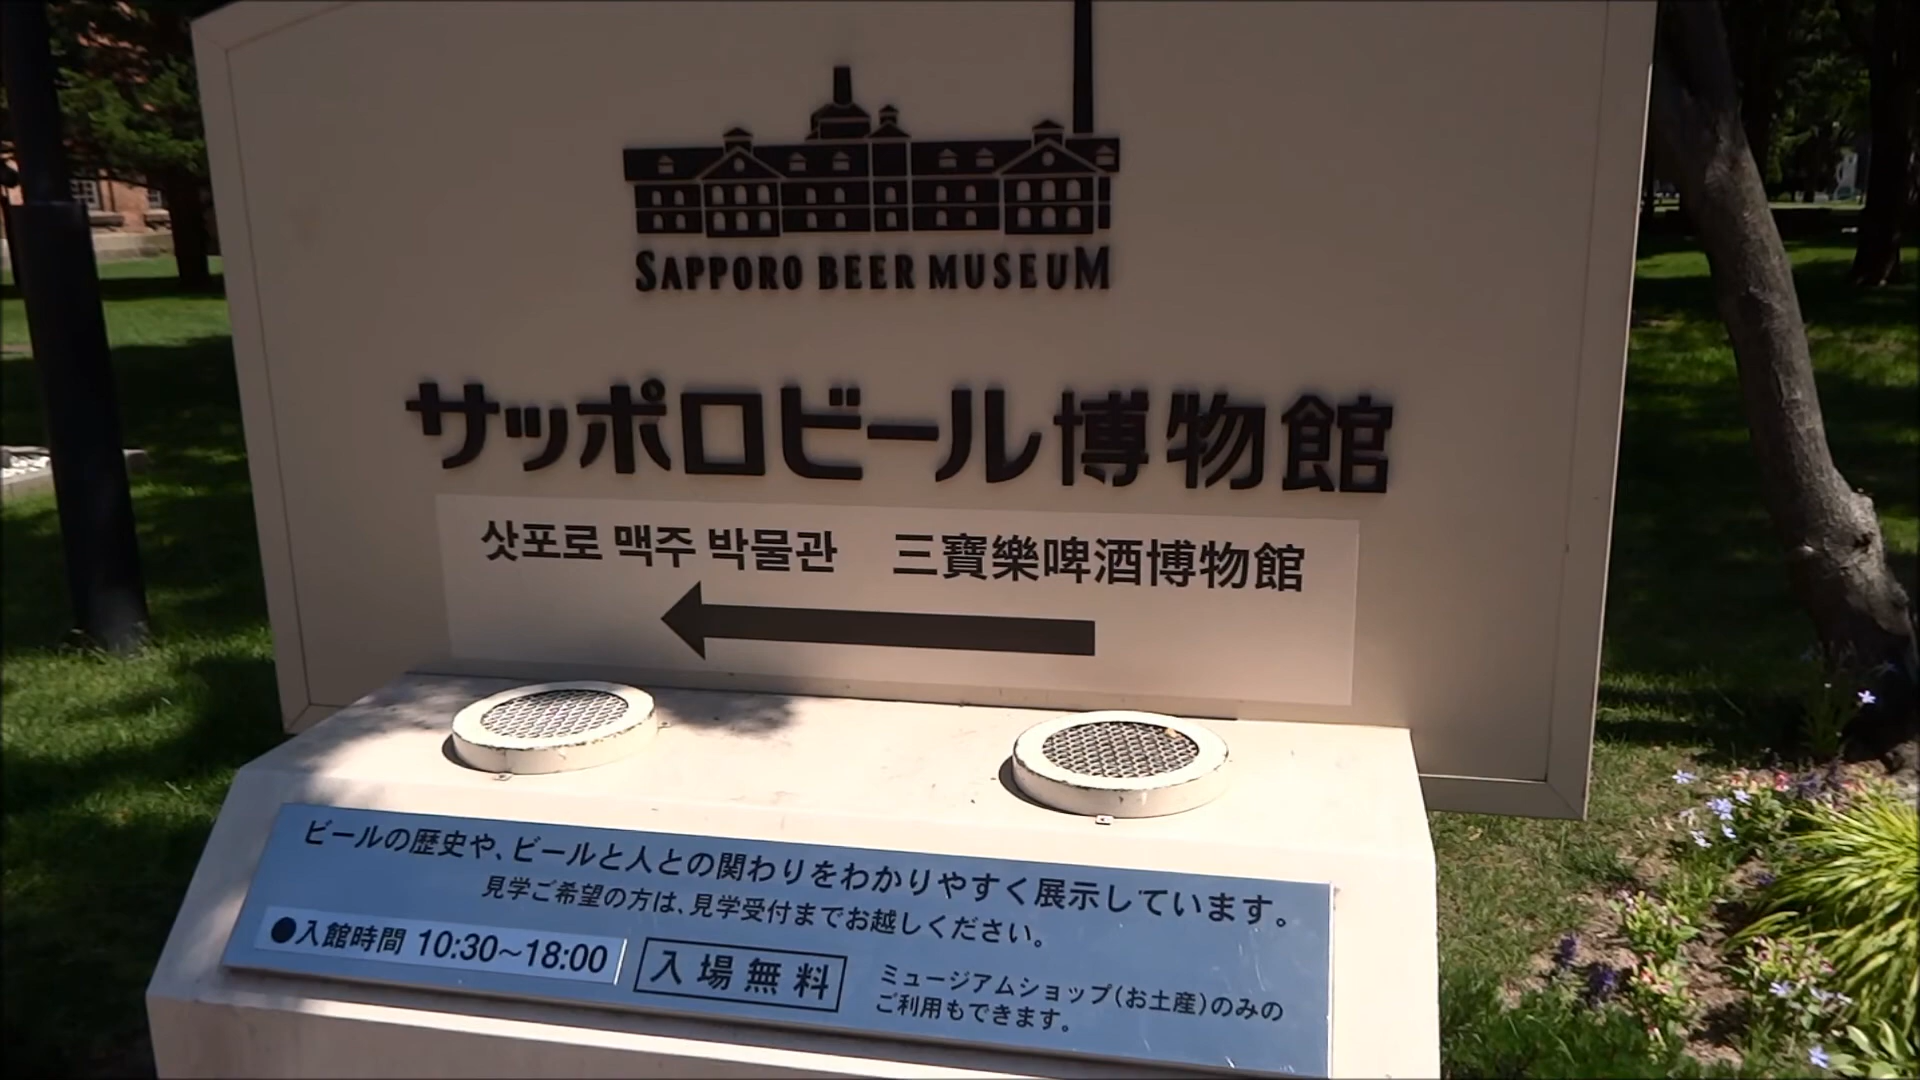 SAPPORO BEER MUSEUM
サッポロビール博物館
삿포로 맥주 박물관 三寶樂啤酒博物館
ビールの歴史や、ビールと人との関わりをわかりやすく展示しています。
見学ご希望の方は、見学受付までお越しください。
●入館時間 10:30~18:00
入場無料
ミュージアムショップ(お土産)のみの
ご利用もできます。